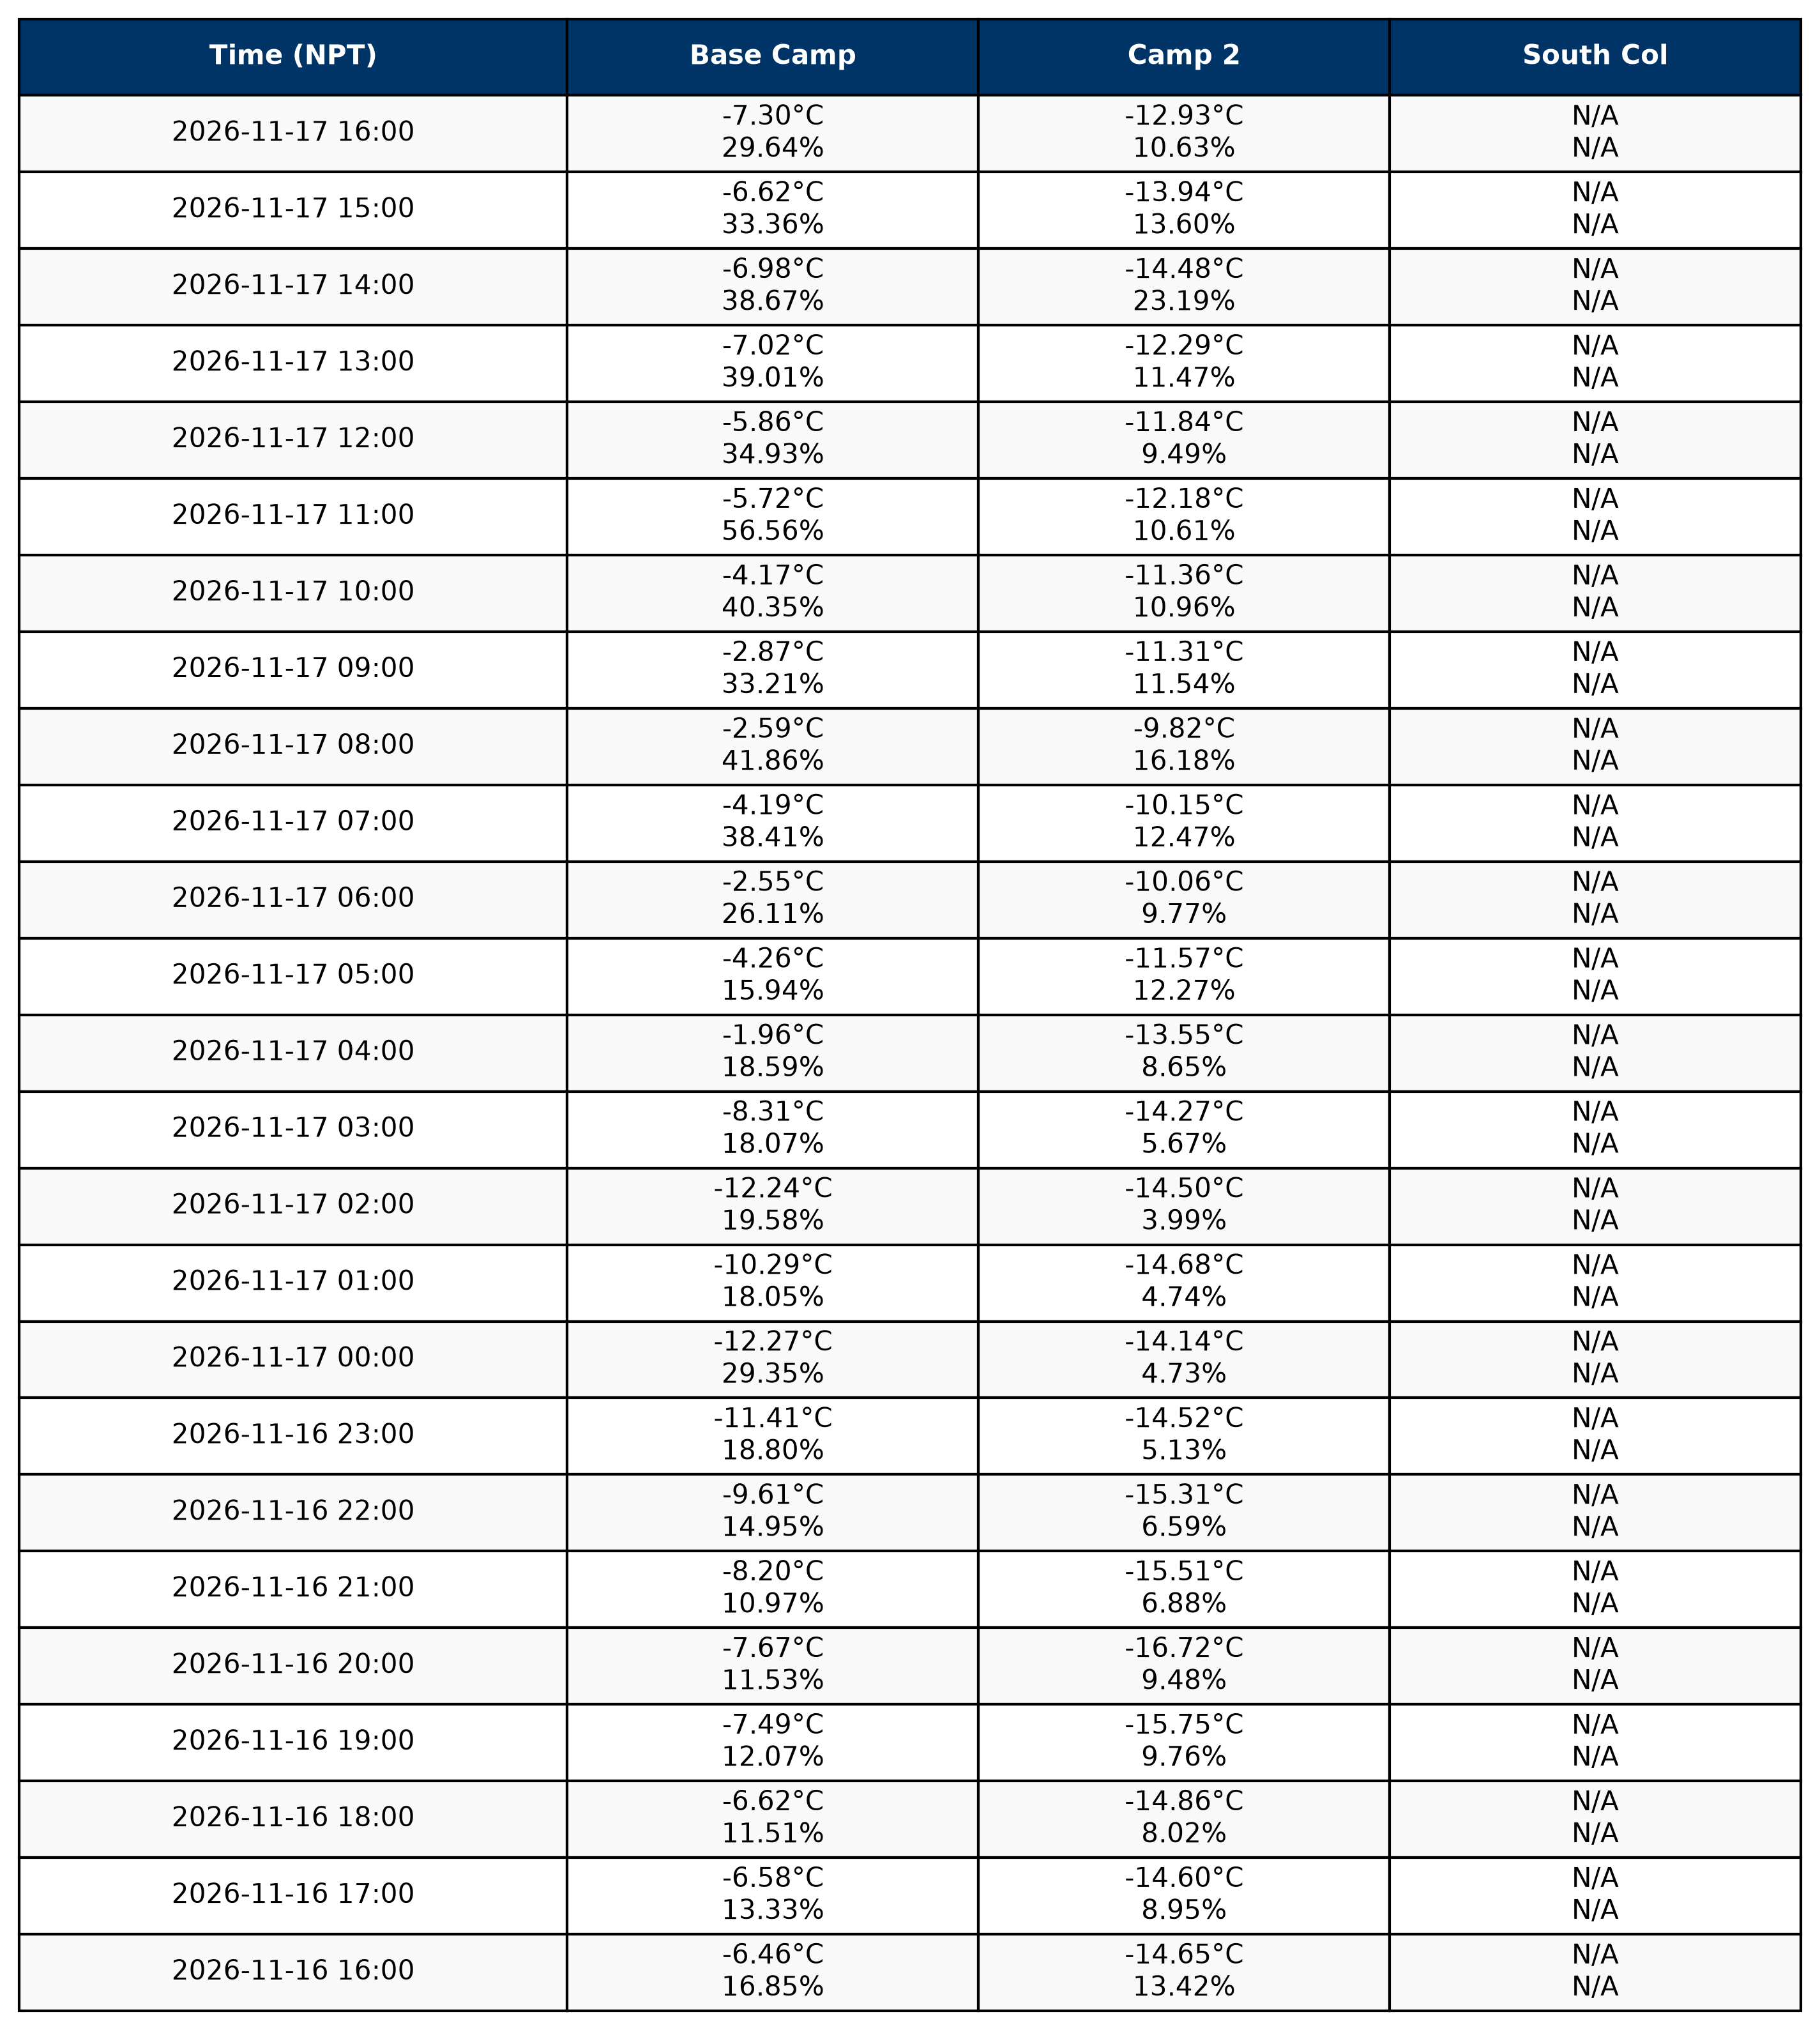 Time (NPT) Base Camp Camp 2 South Col
2026-11-17 16:00 -7.30°C -12.93°C N/A
29.64% 10.63% N/A
2026-11-17 15:00 -6.62°C -13.94°C N/A
33.36% 13.60% N/A
2026-11-17 14:00 -6.98°C -14.48°C N/A
38.67% 23.19% N/A
2026-11-17 13:00 -7.02°C -12.29°C N/A
39.01% 11.47% N/A
2026-11-17 12:00 -5.86°C -11.84°C N/A
34.93% 9.49% N/A
2026-11-17 11:00 -5.72°C -12.18°C N/A
56.56% 10.61% N/A
2026-11-17 10:00 -4.17°C -11.36°C N/A
40.35% 10.96% N/A
2026-11-17 09:00 -2.87°C -11.31°C N/A
33.21% 11.54% N/A
2026-11-17 08:00 -2.59°C -9.82°C N/A
41.86% 16.18% N/A
2026-11-17 07:00 -4.19°C -10.15°C N/A
38.41% 12.47% N/A
2026-11-17 06:00 -2.55°C -10.06°C N/A
26.11% 9.77% N/A
2026-11-17 05:00 -4.26°C -11.57°C N/A
15.94% 12.27% N/A
2026-11-17 04:00 -1.96°C -13.55°C N/A
18.59% 8.65% N/A
2026-11-17 03:00 -8.31°C -14.27°C N/A
18.07% 5.67% N/A
2026-11-17 02:00 -12.24°C -14.50°C N/A
19.58% 3.99% N/A
2026-11-17 01:00 -10.29°C -14.68°C N/A
18.05% 4.74% N/A
2026-11-17 00:00 -12.27°C -14.14°C N/A
29.35% 4.73% N/A
2026-11-16 23:00 -11.41°C -14.52°C N/A
18.80% 5.13% N/A
2026-11-16 22:00 -9.61°C -15.31°C N/A
14.95% 6.59% N/A
2026-11-16 21:00 -8.20°C -15.51°C N/A
10.97% 6.88% N/A
2026-11-16 20:00 -7.67°C -16.72°C N/A
11.53% 9.48% N/A
2026-11-16 19:00 -7.49°C -15.75°C N/A
12.07% 9.76% N/A
2026-11-16 18:00 -6.62°C -14.86°C N/A
11.51% 8.02% N/A
2026-11-16 17:00 -6.58°C -14.60°C N/A
13.33% 8.95% N/A
2026-11-16 16:00 -6.46°C -14.65°C N/A
16.85% 13.42% N/A